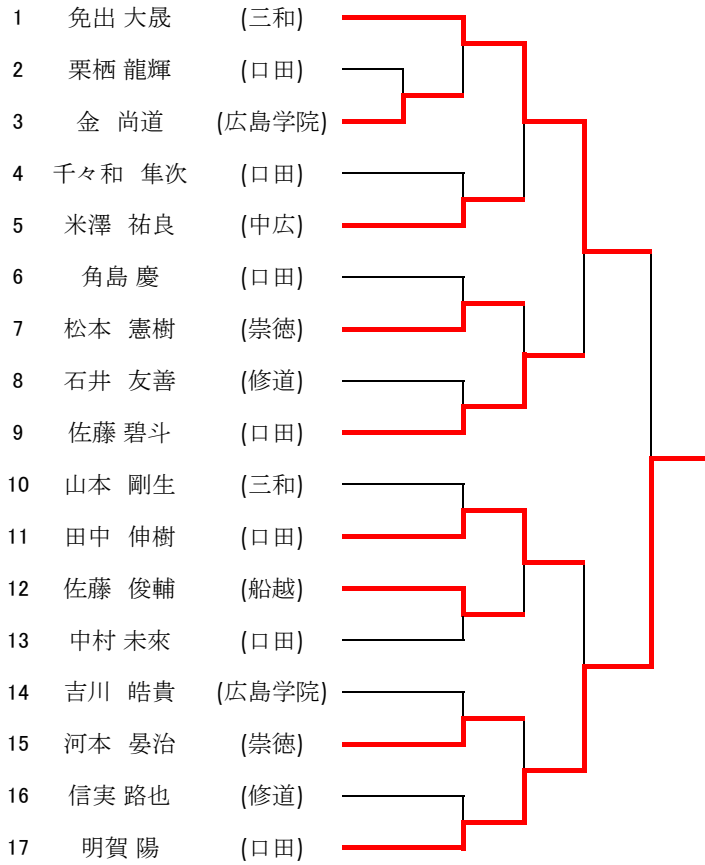 1 免出 大晟 (三和)
2 栗栖 龍輝 (口田)
3 金 尚道 (広島学院)
4 千々和 隼次 (口田)
5 米澤 祐良 (中広)
6 角島 慶 (口田)
7 松本 憲樹 (崇徳)
8 石井 友善 (修道)
9 佐藤 碧斗 (口田)
10 山本 剛生 (三和)
11 田中 伸樹 (口田)
12 佐藤 俊輔 (船越)
13 中村 未來 (口田)
14 吉川 皓貴 (広島学院)
15 河本 晏治 (崇徳)
16 信実 路也 (修道)
17 明賀 陽 (口田)